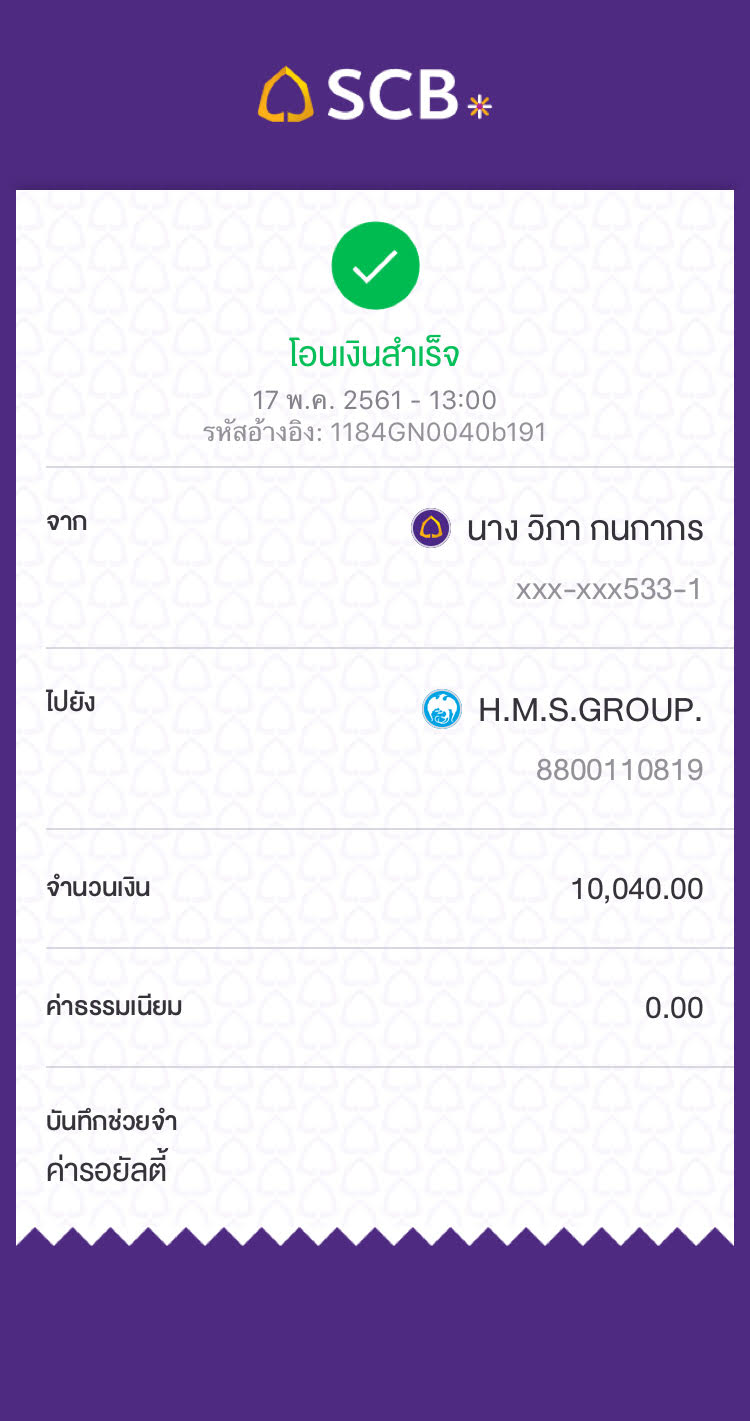 SCB
โอนเงินสำเร็จ
17 พ.ค. 2561 - 13:00
รหัสอ้างอิง: 1184GN0040b191
จาก
นาง วิภา กนกากร
xxx-xxx533-1
ไปยัง
H.M.S.GROUP.
8800110819
จำนวนเงิน
10,040.00
ค่าธรรมเนียม
0.00
บันทึกช่วยจำ
ค่ารอยัลตี้